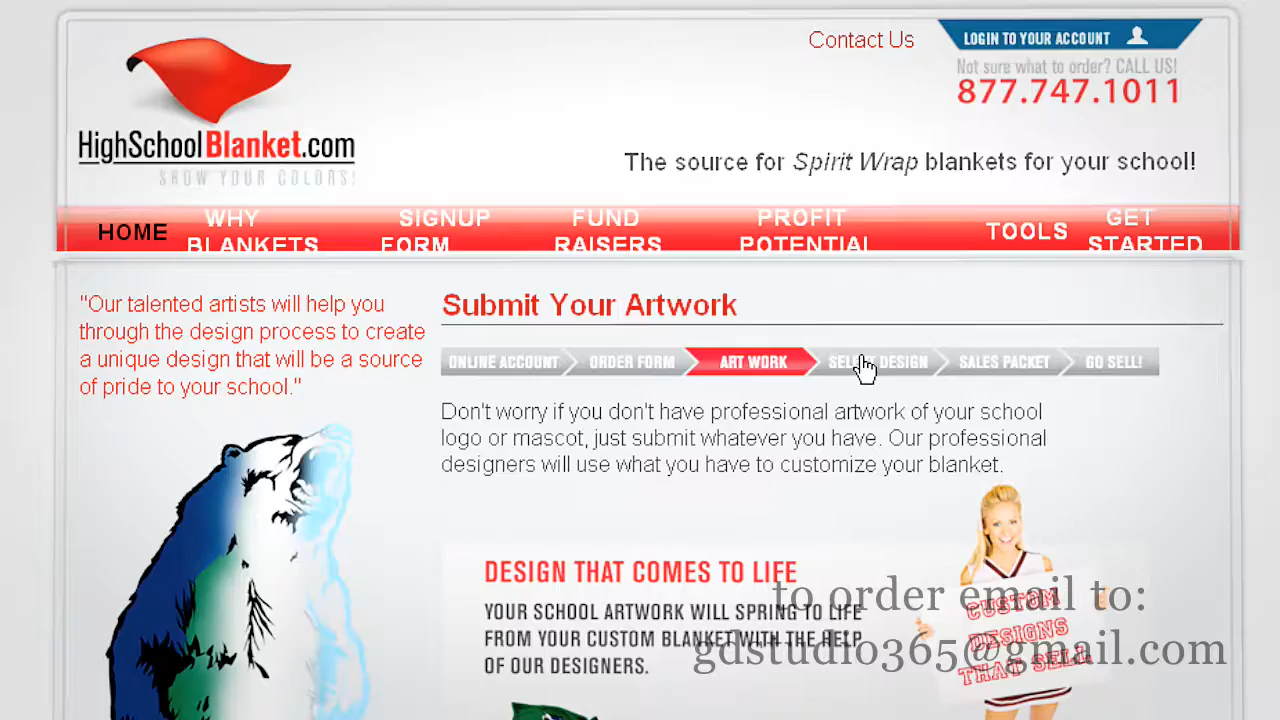 Contact Us
LOGIN TO YOUR ACCOUNT
Not sure what to order? CALL US!
877.747.1011
HighSchoolBlanket.com
SHOW YOUR COLORS!
The source for Spirit Wrap blankets for your school!
HOME
WHY
BLANKETS
SIGNUP
FORM
FUND
RAISERS
PROFIT
POTENTIAL
TOOLS
GET
STARTED
"Our talented artists will help you
through the design process to create
a unique design that will be a source
of pride to your school."
Submit Your Artwork
ONLINE ACCOUNT
ORDER FORM
ART WORK
SELECT DESIGN
SALES PACKET
GO SELL!
Don't worry if you don't have professional artwork of your school
logo or mascot, just submit whatever you have. Our professional
designers will use what you have to customize your blanket.
DESIGN THAT COMES TO LIFE
YOUR SCHOOL ARTWORK WILL SPRING TO LIFE
FROM YOUR CUSTOM BLANKET WITH THE HELP
OF OUR DESIGNERS.
CUSTOM
DESIGNS
THAT SELL
to order email to:
gdstudio365@gmail.com